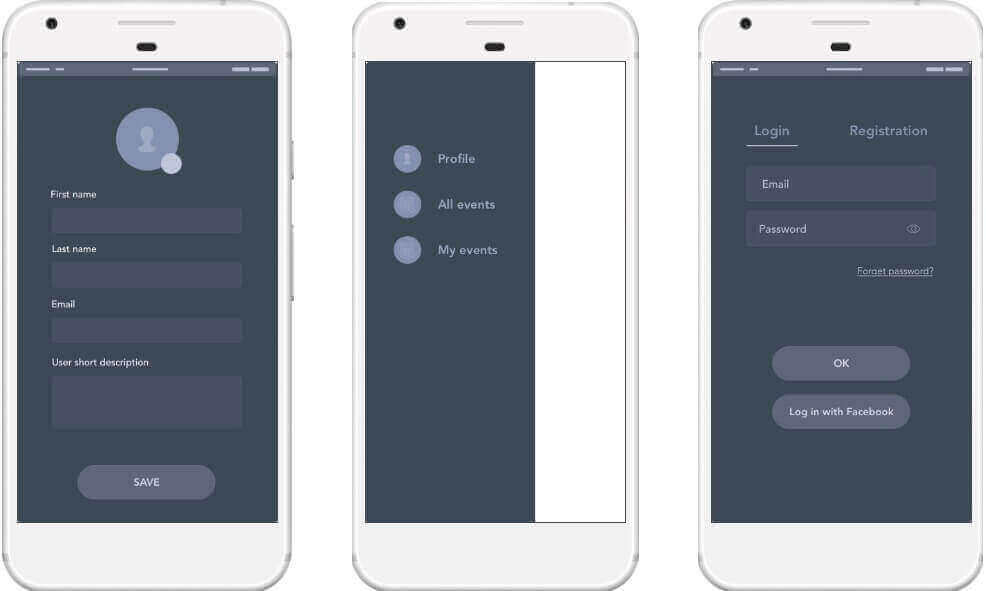 First name
Last name
Email
User short description
SAVE
Profile
All events
My events
Login
Registration
Email
Password
Forget password?
OK
Log in with Facebook